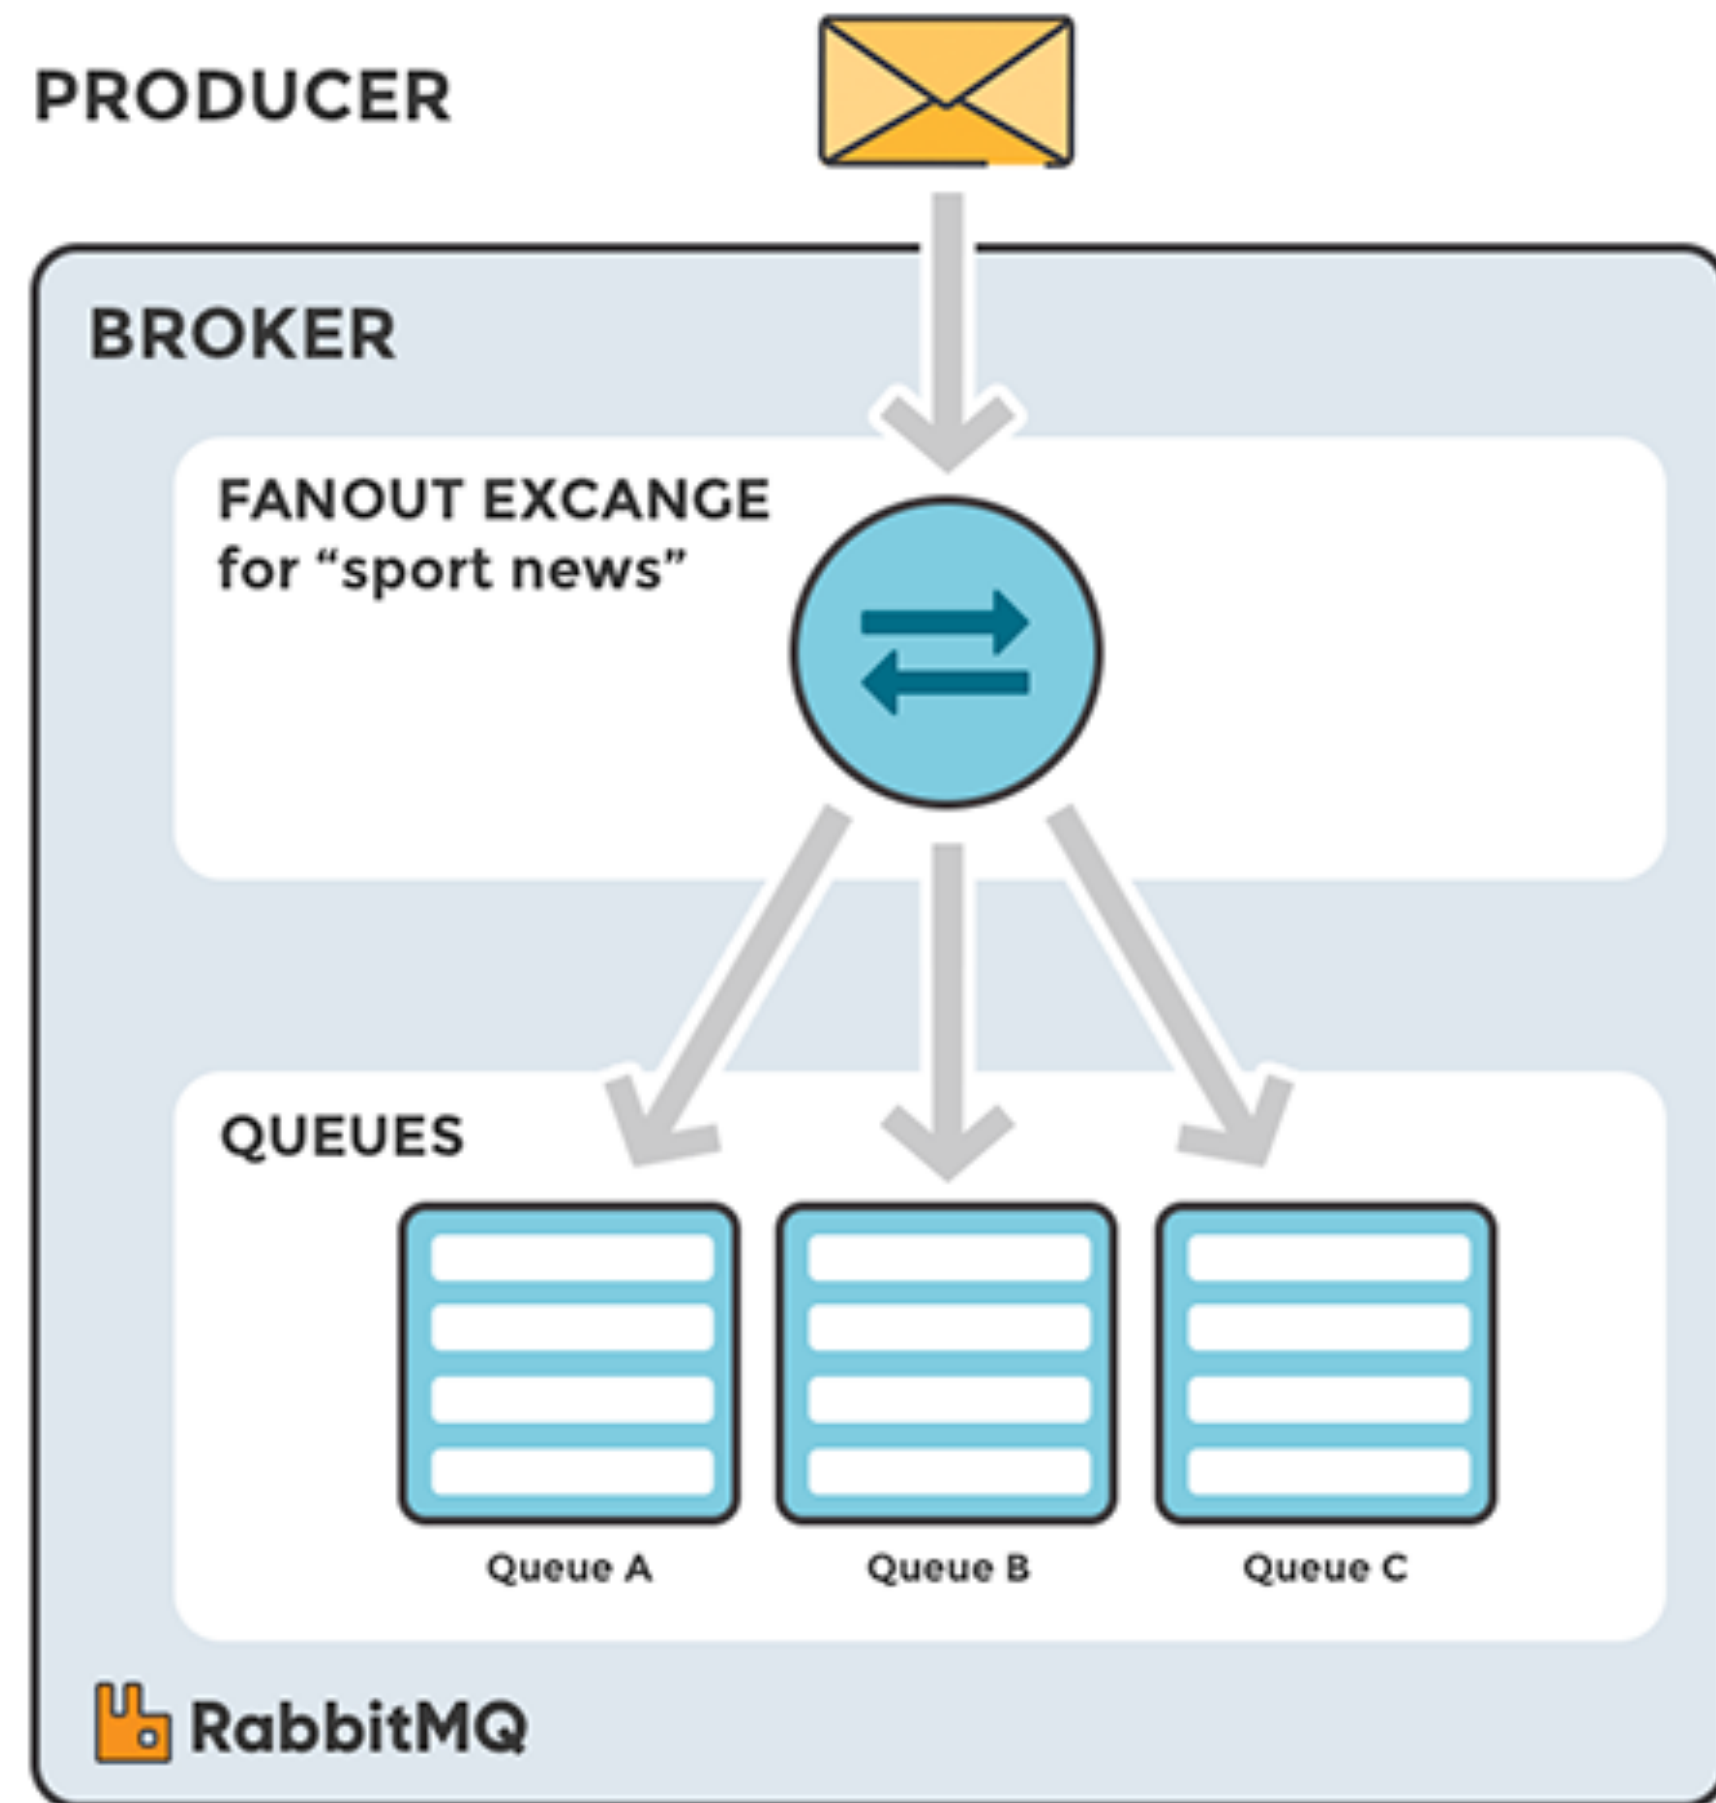 PRODUCER
BROKER
FANOUT EXCANGE
for “sport news”
QUEUES
Queue A
Queue B
Queue C
RabbitMQ